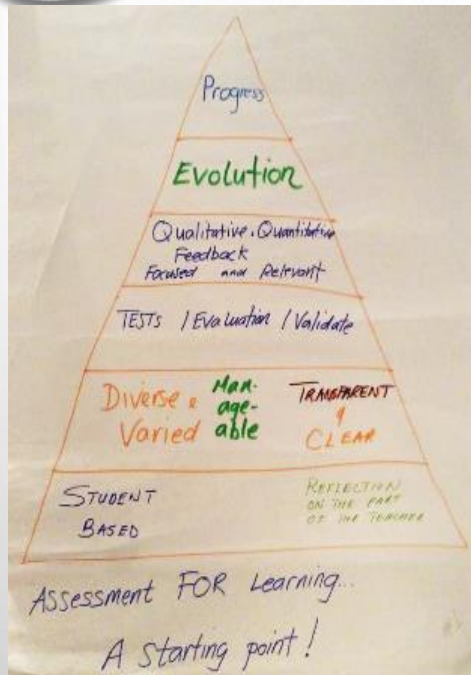 Progress
Evolution
Qualitative. Quantitative
Feedback
Focused and Relevant
TESTs / Evaluation / Validate
Diverse &
Varied
Man-
age-
able
TRANSPARENT
&
CLEAR
STUDENT
BASED
REFLECTION
ON THE PART
OF THE TEACHER
Assessment FOR Learning...
A starting point!